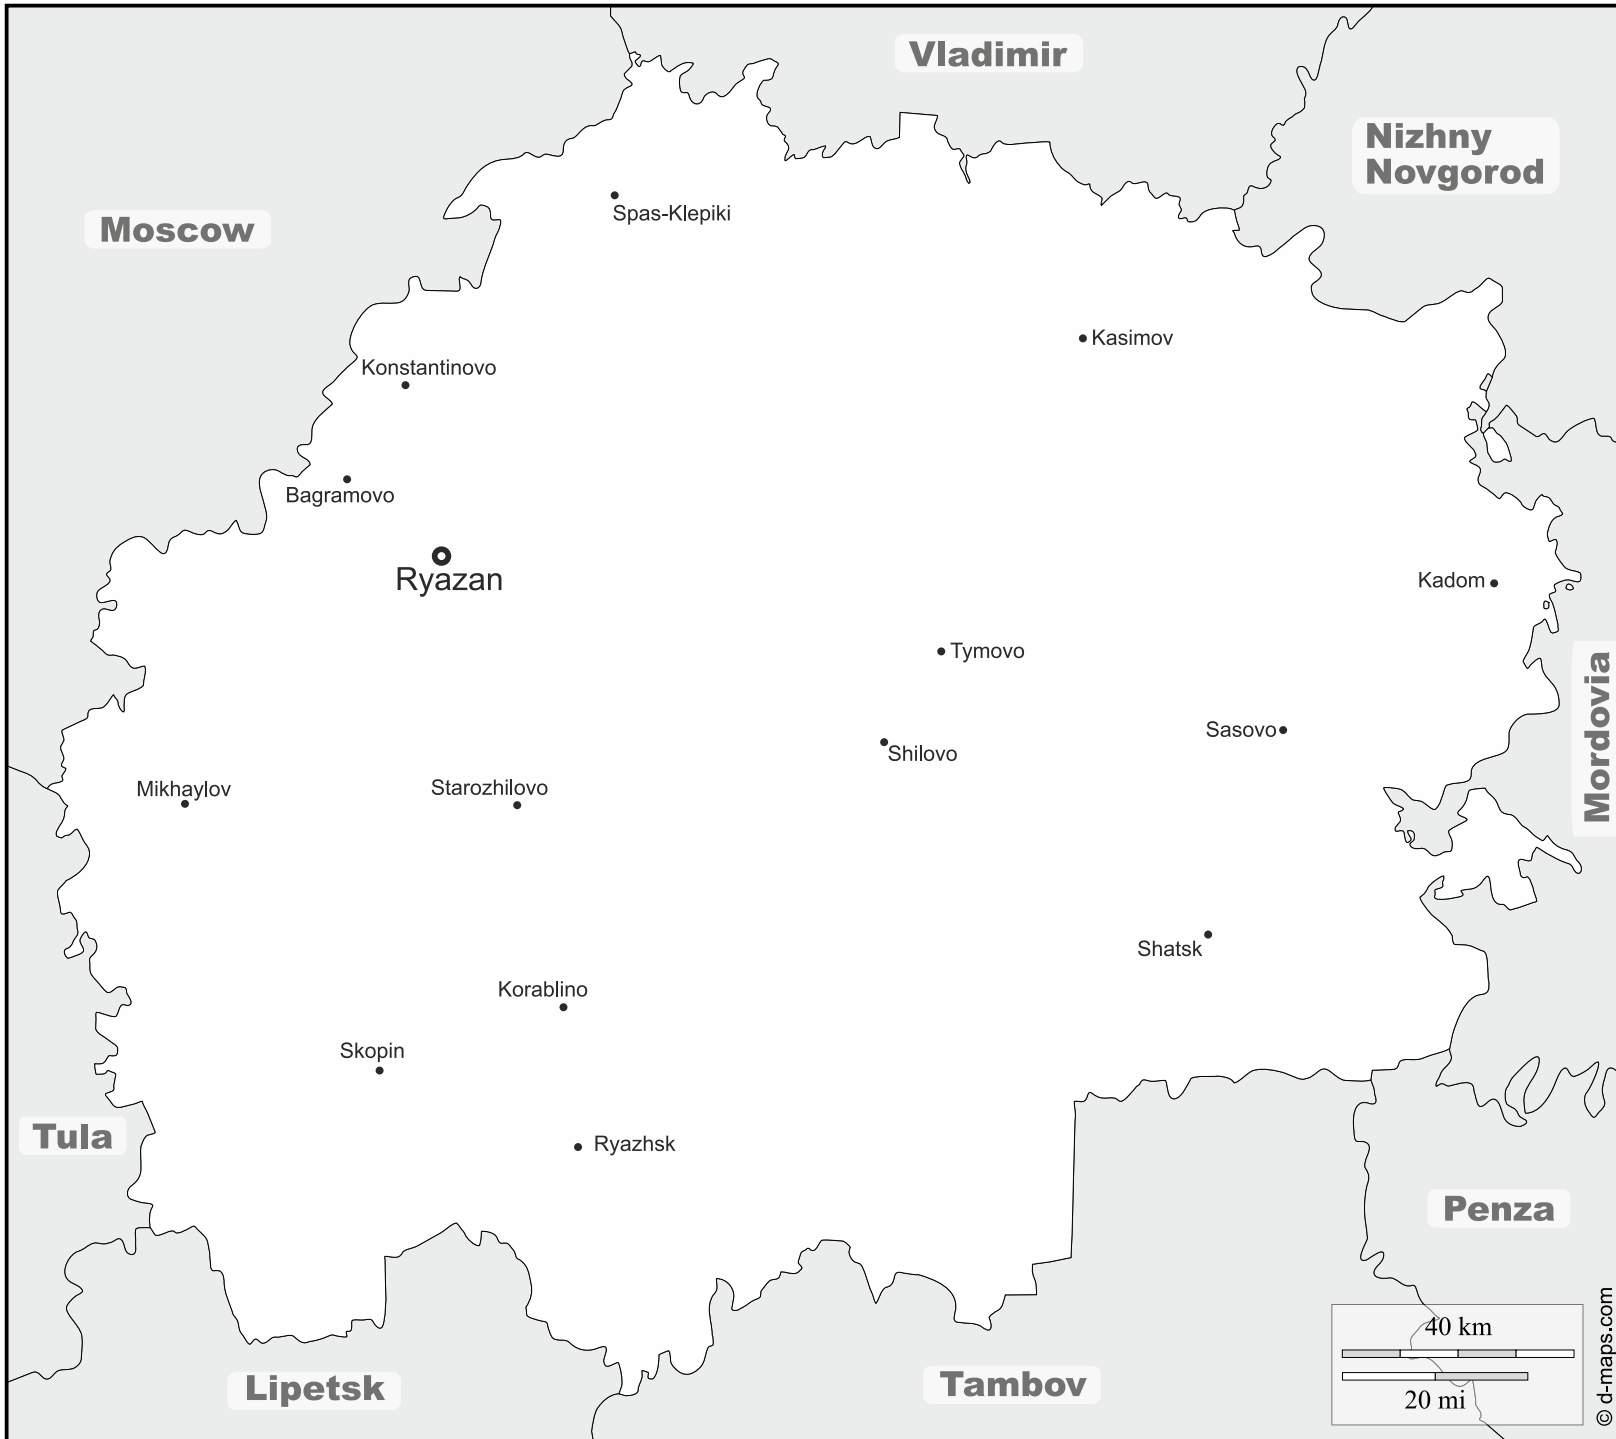 Vladimir
Nizhny
Novgorod
Moscow
Spas-Klepiki
Kasimov
Konstantinovo
Bagramovo
Ryazan
Kadom
Tymovo
Mordovia
Sasovo
Shilovo
Mikhaylov
Starozhilovo
Shatsk
Korablino
Skopin
Tula
Ryazhsk
Penza
40 km
20 mi
Lipetsk
Tambov
© d-maps.com